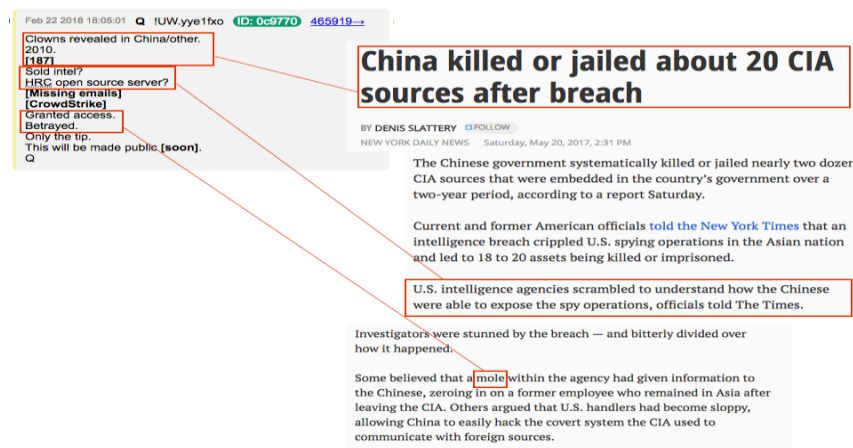 Feb 22 2018 18:05:01 Q !UW.yye1fxo ID: 0c9770 465919→
Clowns revealed in China/other.
2010.
[187]
Sold intel?
HRC open source server?
[Missing emails]
[CrowdStrike]
Granted access.
Betrayed.
Only the tip.
This will be made public [soon].
Q
China killed or jailed about 20 CIA
sources after breach
BY DENIS SLATTERY FOLLOW
NEW YORK DAILY NEWS Saturday, May 20, 2017, 2:31 PM
The Chinese government systematically killed or jailed nearly two dozen
CIA sources that were embedded in the country's government over a
two-year period, according to a report Saturday.
Current and former American officials told the New York Times that an
intelligence breach crippled U.S. spying operations in the Asian nation
and led to 18 to 20 assets being killed or imprisoned.
U.S. intelligence agencies scrambled to understand how the Chinese
were able to expose the spy operations, officials told The Times.
Investigators were stunned by the breach — and bitterly divided over
how it happened.
Some believed that a mole within the agency had given information to
the Chinese, zeroing in on a former employee who remained in Asia after
leaving the CIA. Others argued that U.S. handlers had become sloppy,
allowing China to easily hack the covert system the CIA used to
communicate with foreign sources.